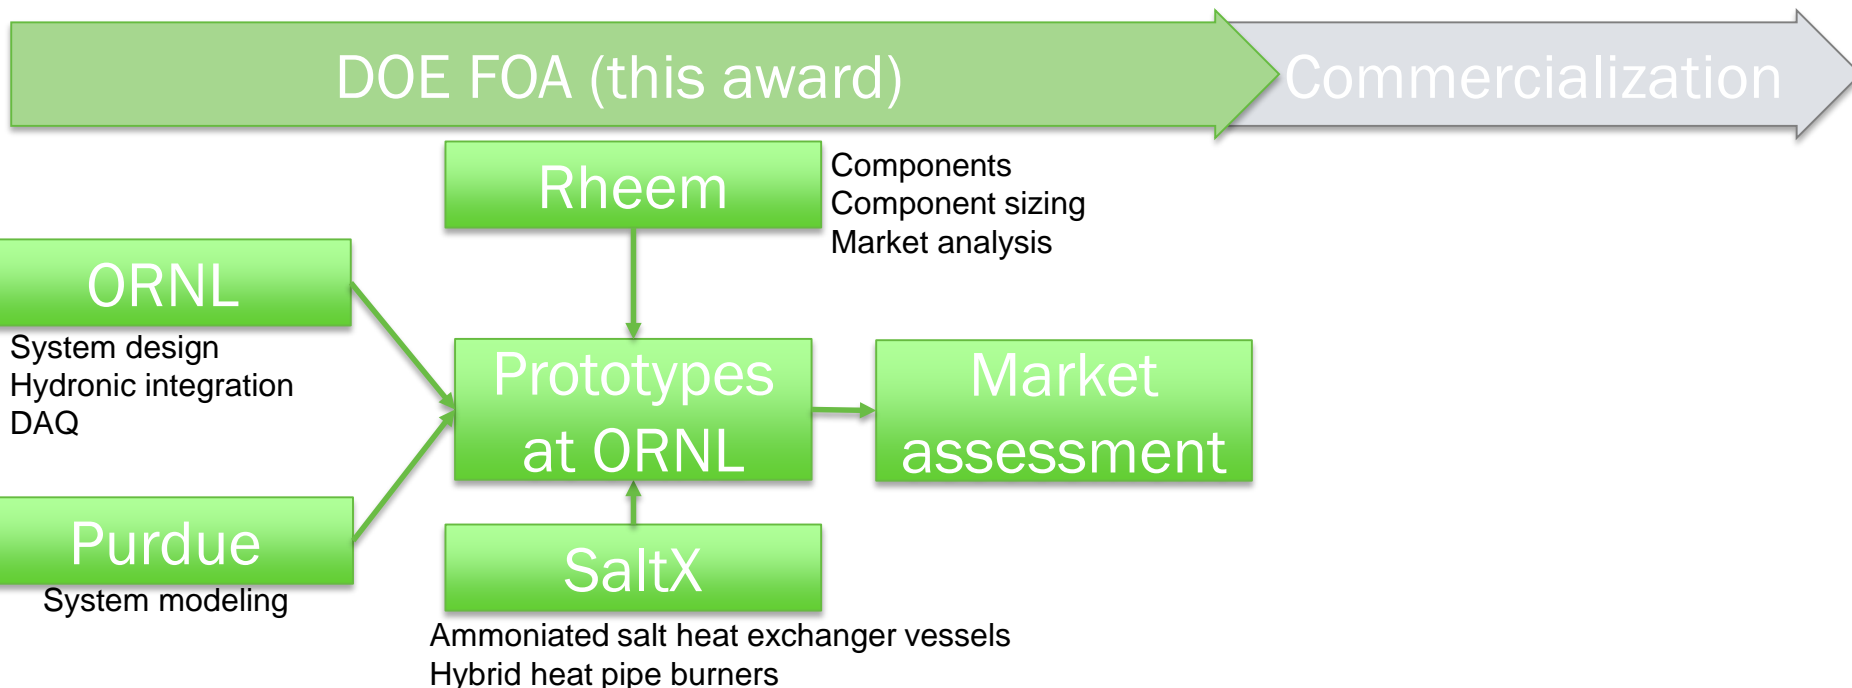 DOE FOA (this award)
Commercialization
Rheem
Components
Component sizing
Market analysis
ORNL
System design
Hydronic integration
DAQ
Prototypes
at ORNL
Market
assessment
Purdue
System modeling
SaltX
Ammoniated salt heat exchanger vessels
Hybrid heat pipe burners